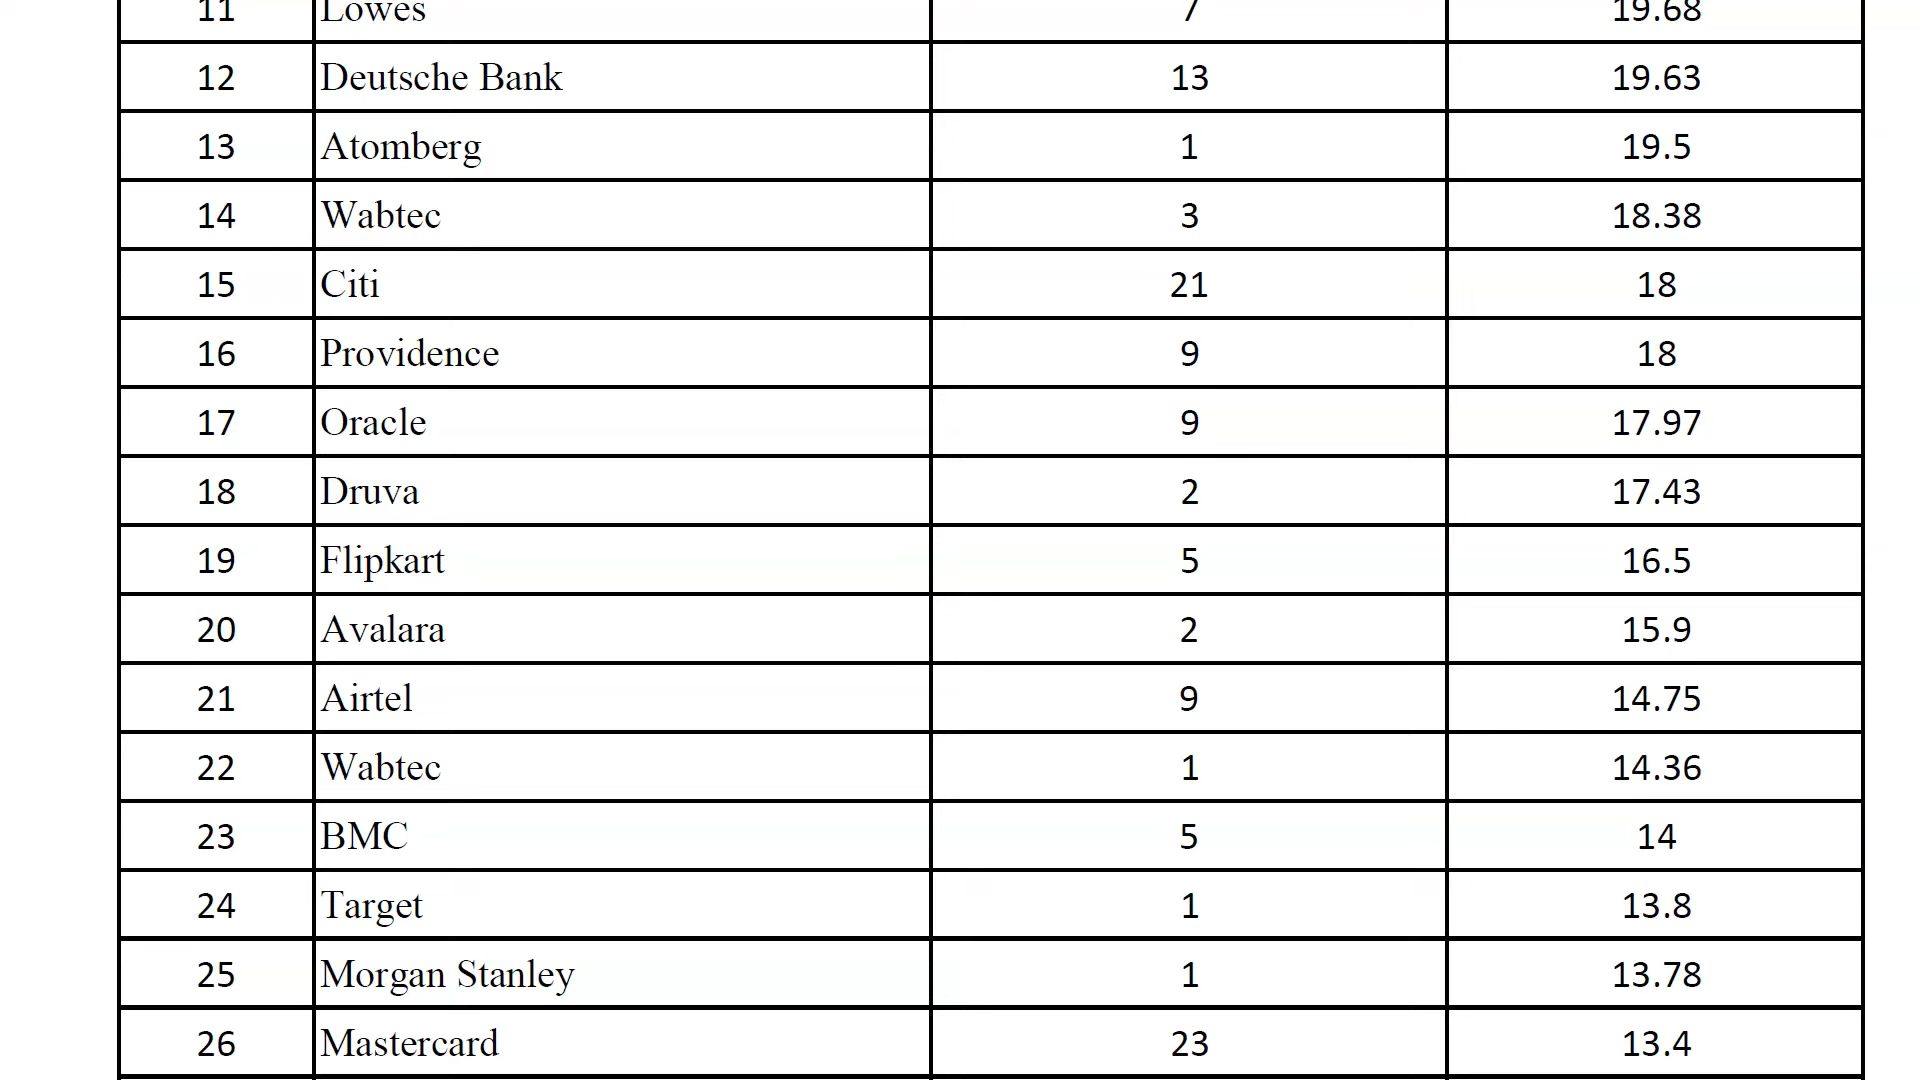 11 Lowes 7 19.68
12 Deutsche Bank 13 19.63
13 Atomberg 1 19.5
14 Wabtec 3 18.38
15 Citi 21 18
16 Providence 9 18
17 Oracle 9 17.97
18 Druva 2 17.43
19 Flipkart 5 16.5
20 Avalara 2 15.9
21 Airtel 9 14.75
22 Wabtec 1 14.36
23 BMC 5 14
24 Target 1 13.8
25 Morgan Stanley 1 13.78
26 Mastercard 23 13.4